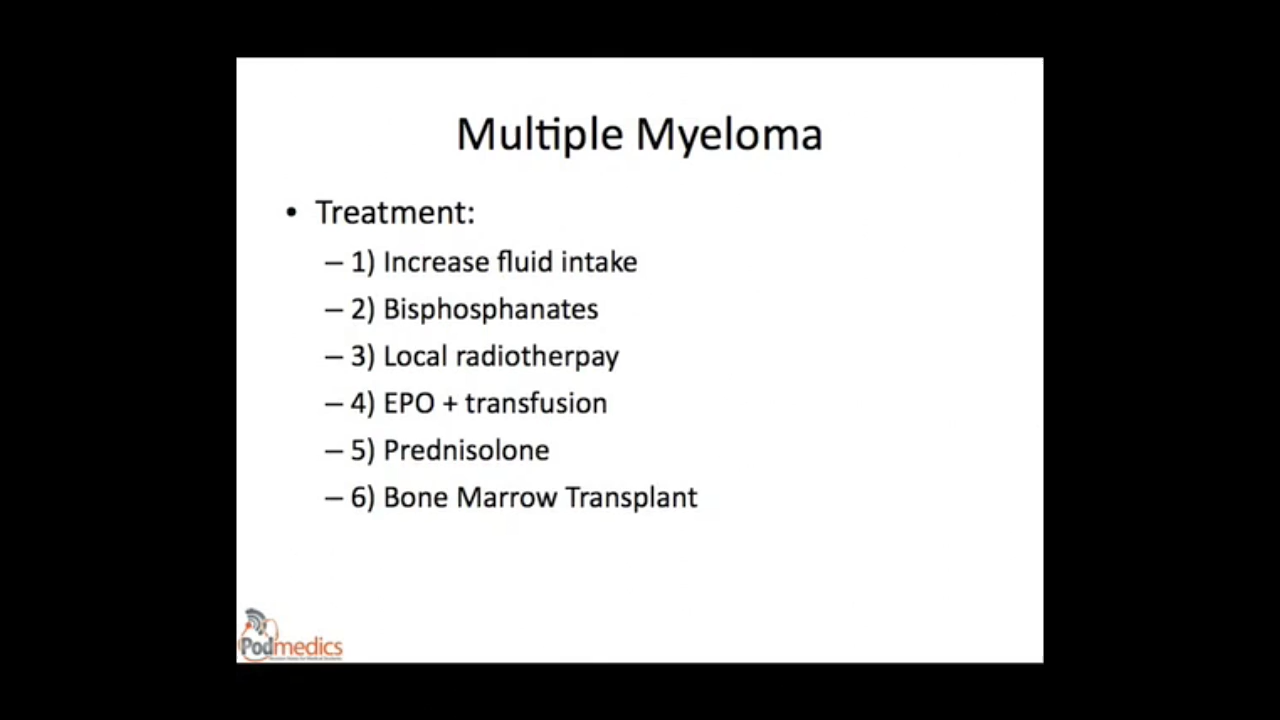 Multiple Myeloma
• Treatment:
– 1) Increase fluid intake
– 2) Bisphosphanates
– 3) Local radiotherpay
– 4) EPO + transfusion
– 5) Prednisolone
– 6) Bone Marrow Transplant
Podmedics